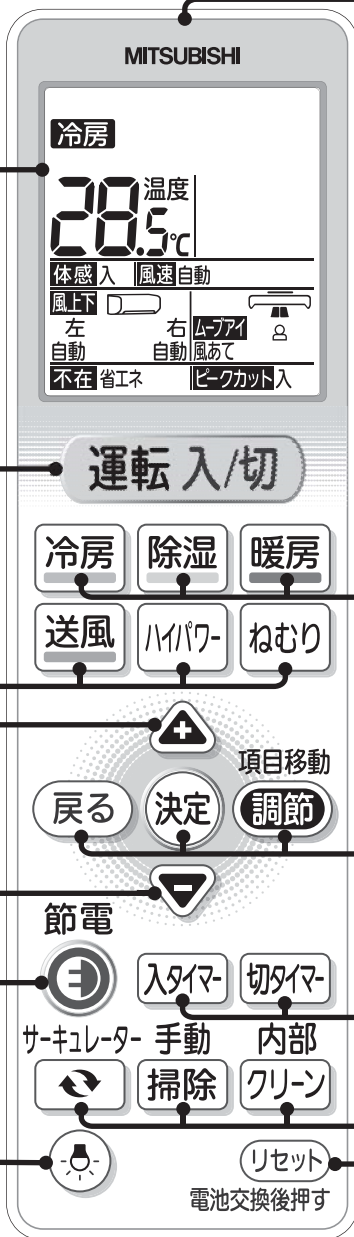 MITSUBISHI
冷房
28.5℃ 温度
体感 入 風速 自動
風上下
左 右 ムーブアイ
自動 自動 風あて
不在 省エネ ピークカット 入
運転 入/切
冷房 除湿 暖房
送風 ハイパワー ねむり
項目移動
戻る 決定 調節
節電
入タイマー 切タイマー
サーキュレーター 手動 内部
掃除 クリーン
リセット
電池交換後押す